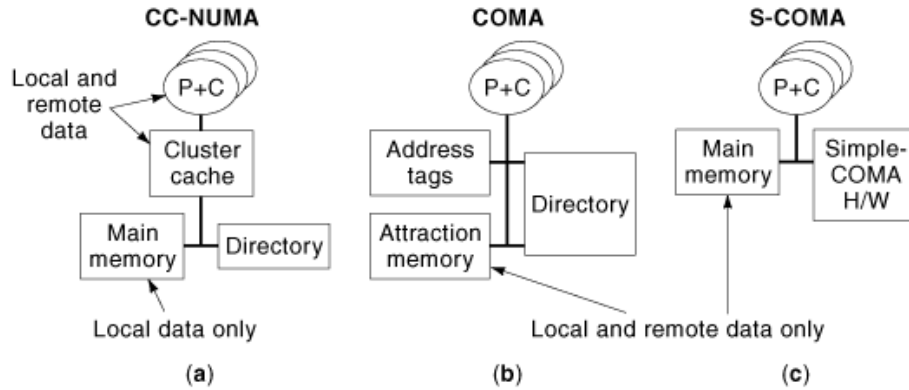 CC-NUMA
COMA
S-COMA
P+C
P+C
P+C
Local and
remote
data
Cluster
cache
Main
memory
Directory
Local data only
Address
tags
Attraction
memory
Directory
Main
memory
Simple-
COMA
H/W
Local and remote data only
(a)
(b)
(c)